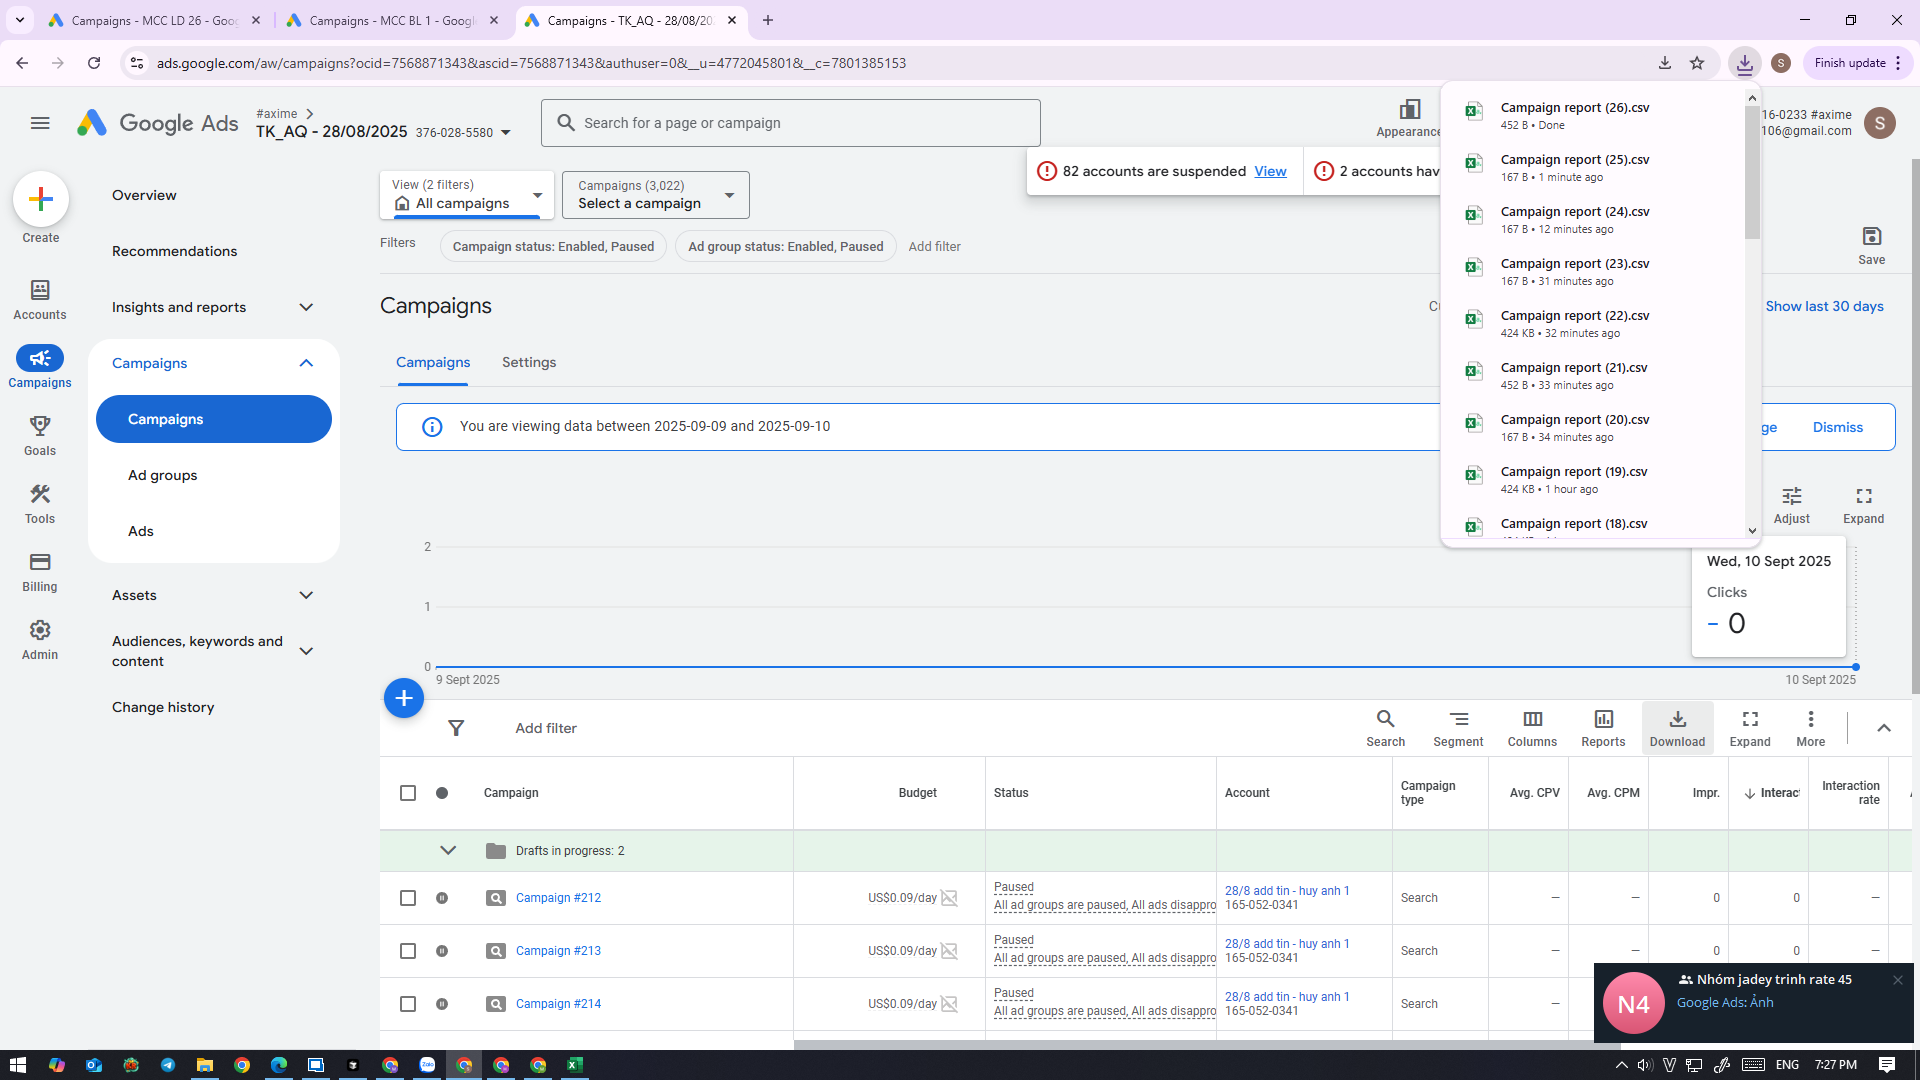 Campaigns - MCC LD 26 - Goog
Campaigns - MCC BL 1 - Google
Campaigns - TK_AQ - 28/08/202
ads.google.com/aw/campaigns?ocid=7568871343&ascid=7568871343&authuser=0&__u=4772045801&__c=7801385153
S
Finish update
Google Ads
#axime
TK_AQ - 28/08/2025 376-028-5580
Search for a page or campaign
Appearance
16-0233 #axime
106@gmail.com
S
82 accounts are suspended View
2 accounts hav
Campaign report (26).csv
452 B • Done
Campaign report (25).csv
167 B • 1 minute ago
Campaign report (24).csv
167 B • 12 minutes ago
Campaign report (23).csv
167 B • 31 minutes ago
Campaign report (22).csv
424 KB • 32 minutes ago
Campaign report (21).csv
452 B • 33 minutes ago
Campaign report (20).csv
167 B • 34 minutes ago
Campaign report (19).csv
424 KB • 1 hour ago
Campaign report (18).csv
Create
Accounts
Campaigns
Goals
Tools
Billing
Admin
Overview
Recommendations
Insights and reports
Campaigns
Campaigns
Ad groups
Ads
Assets
Audiences, keywords and
content
Change history
View (2 filters)
All campaigns
Campaigns (3,022)
Select a campaign
Filters
Campaign status: Enabled, Paused
Ad group status: Enabled, Paused
Add filter
Save
Campaigns
Show last 30 days
Campaigns
Settings
You are viewing data between 2025-09-09 and 2025-09-10
ge
Dismiss
Adjust
Expand
2
1
0
9 Sept 2025
10 Sept 2025
Wed, 10 Sept 2025
Clicks
0
Add filter
Search
Segment
Columns
Reports
Download
Expand
More
Campaign
Budget
Status
Account
Campaign
type
Avg. CPV
Avg. CPM
Impr.
Interac
Interaction
rate
Drafts in progress: 2
Campaign #212
US$0.09/day
Paused
All ad groups are paused, All ads disappro
28/8 add tin - huy anh 1
165-052-0341
Search
—
—
0
0
—
Campaign #213
US$0.09/day
Paused
All ad groups are paused, All ads disappro
28/8 add tin - huy anh 1
165-052-0341
Search
—
—
0
0
—
Campaign #214
US$0.09/day
Paused
All ad groups are paused, All ads disappro
28/8 add tin - huy anh 1
165-052-0341
Search
—
N4
Nhóm jadey trinh rate 45
Google Ads: Ảnh
Zalo
ENG
7:27 PM